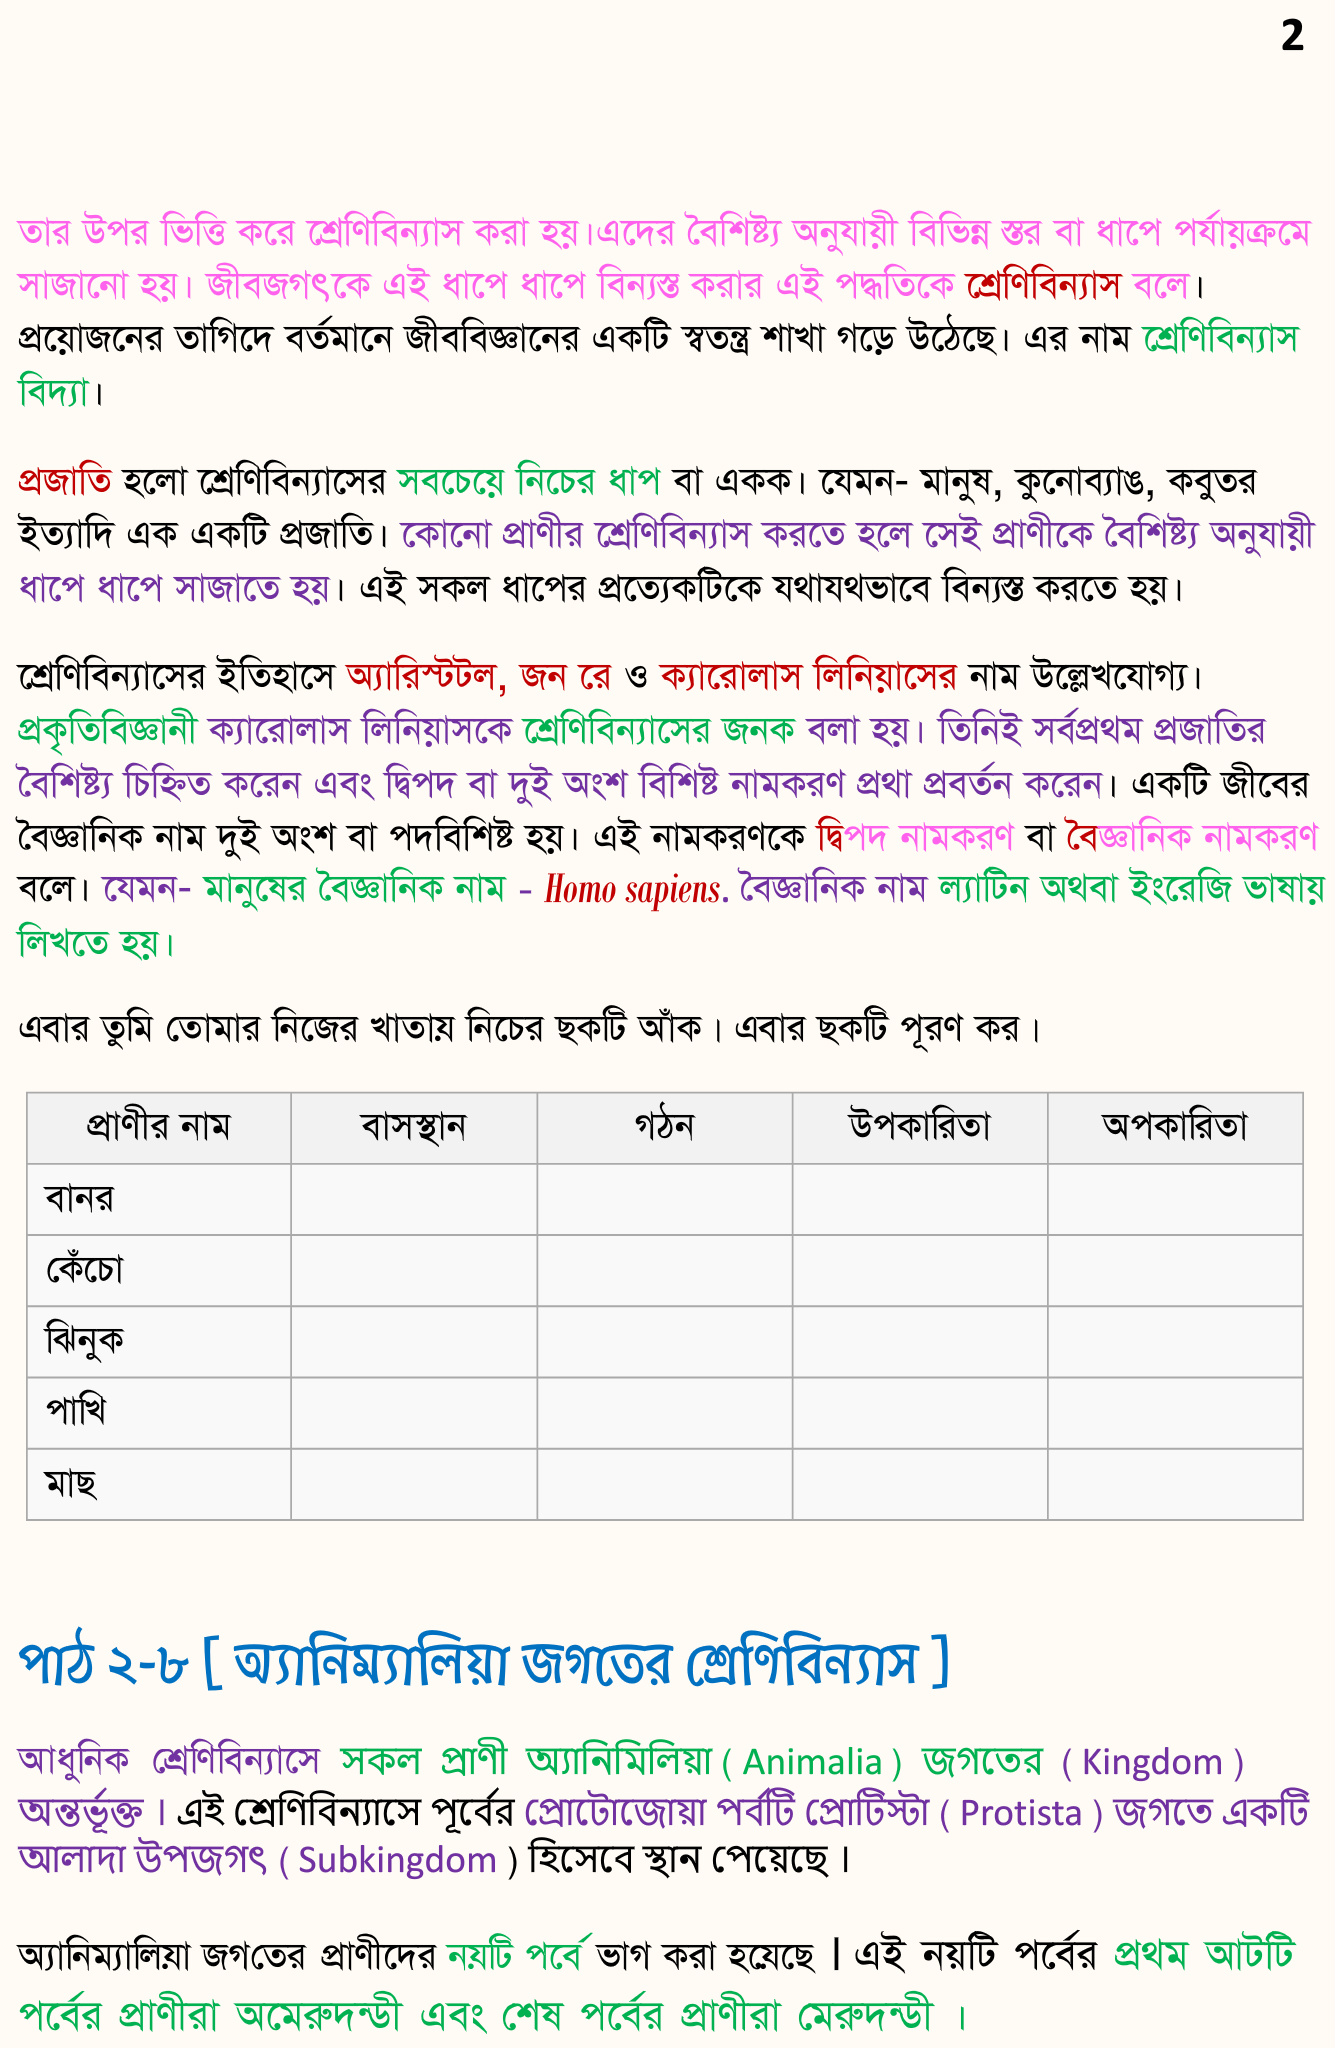 2
তার উপর ভিত্তি করে শ্রেণিবিন্যাস করা হয়।এদের বৈশিষ্ট্য অনুযায়ী বিভিন্ন স্তর বা ধাপে পর্যায়ক্রমে
সাজানো হয়। জীবজগৎকে এই ধাপে ধাপে বিন্যস্ত করার এই পদ্ধতিকে শ্রেণিবিন্যাস বলে।
প্রয়োজনের তাগিদে বর্তমানে জীববিজ্ঞানের একটি স্বতন্ত্র শাখা গড়ে উঠেছে। এর নাম শ্রেণিবিন্যাস
বিদ্যা।
প্রজাতি হলো শ্রেণিবিন্যাসের সবচেয়ে নিচের ধাপ বা একক। যেমন- মানুষ, কুনোব্যাঙ, কবুতর
ইত্যাদি এক একটি প্রজাতি। কোনো প্রাণীর শ্রেণিবিন্যাস করতে হলে সেই প্রাণীকে বৈশিষ্ট্য অনুযায়ী
ধাপে ধাপে সাজাতে হয়। এই সকল ধাপের প্রত্যেকটিকে যথাযথভাবে বিন্যস্ত করতে হয়।
শ্রেণিবিন্যাসের ইতিহাসে অ্যারিস্টটল, জন রে ও ক্যারোলাস লিনিয়াসের নাম উল্লেখযোগ্য।
প্রকৃতিবিজ্ঞানী ক্যারোলাস লিনিয়াসকে শ্রেণিবিন্যাসের জনক বলা হয়। তিনিই সর্বপ্রথম প্রজাতির
বৈশিষ্ট্য চিহ্নিত করেন এবং দ্বিপদ বা দুই অংশ বিশিষ্ট নামকরণ প্রথা প্রবর্তন করেন। একটি জীবের
বৈজ্ঞানিক নাম দুই অংশ বা পদবিশিষ্ট হয়। এই নামকরণকে দ্বিপদ নামকরণ বা বৈজ্ঞানিক নামকরণ
বলে। যেমন- মানুষের বৈজ্ঞানিক নাম - Homo sapiens. বৈজ্ঞানিক নাম ল্যাটিন অথবা ইংরেজি ভাষায়
লিখতে হয়।
এবার তুমি তোমার নিজের খাতায় নিচের ছকটি আঁক । এবার ছকটি পূরণ কর ।
প্রাণীর নাম বাসস্থান গঠন উপকারিতা অপকারিতা
বানর
কেঁচো
ঝিনুক
পাখি
মাছ
পাঠ ২-৮ [ অ্যানিম্যালিয়া জগতের শ্রেণিবিন্যাস ]
আধুনিক শ্রেণিবিন্যাসে সকল প্রাণী অ্যানিমিলিয়া ( Animalia ) জগতের ( Kingdom )
অন্তর্ভূক্ত । এই শ্রেণিবিন্যাসে পূর্বের প্রোটোজোয়া পর্বটি প্রোটিস্টা ( Protista ) জগতে একটি
আলাদা উপজগৎ ( Subkingdom ) হিসেবে স্থান পেয়েছে ।
অ্যানিম্যালিয়া জগতের প্রাণীদের নয়টি পর্বে ভাগ করা হয়েছে । এই নয়টি পর্বের প্রথম আটটি
পর্বের প্রাণীরা অমেরুদন্ডী এবং শেষ পর্বের প্রাণীরা মেরুদন্ডী ।